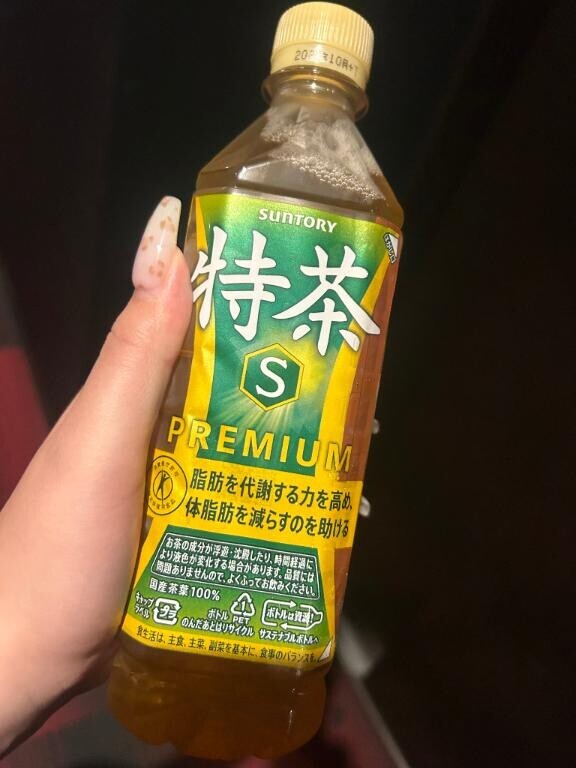 SUNTORY
特茶
S
PREMIUM
脂肪を代謝する力を高め、
体脂肪を減らすのを助ける
お茶の成分が浮遊・沈殿したり、時間経過に
より液色が変化する場合があります。品質には
問題ありませんので、よくふってお飲みください。
国産茶葉100%
キャップ
ラベル
プラ
ボトル
PET
のんだあとはリサイクル
ボトルは資源!
サステナブルボトルへ
食生活は、主食、主菜、副菜を基本に、食事のバランスを。